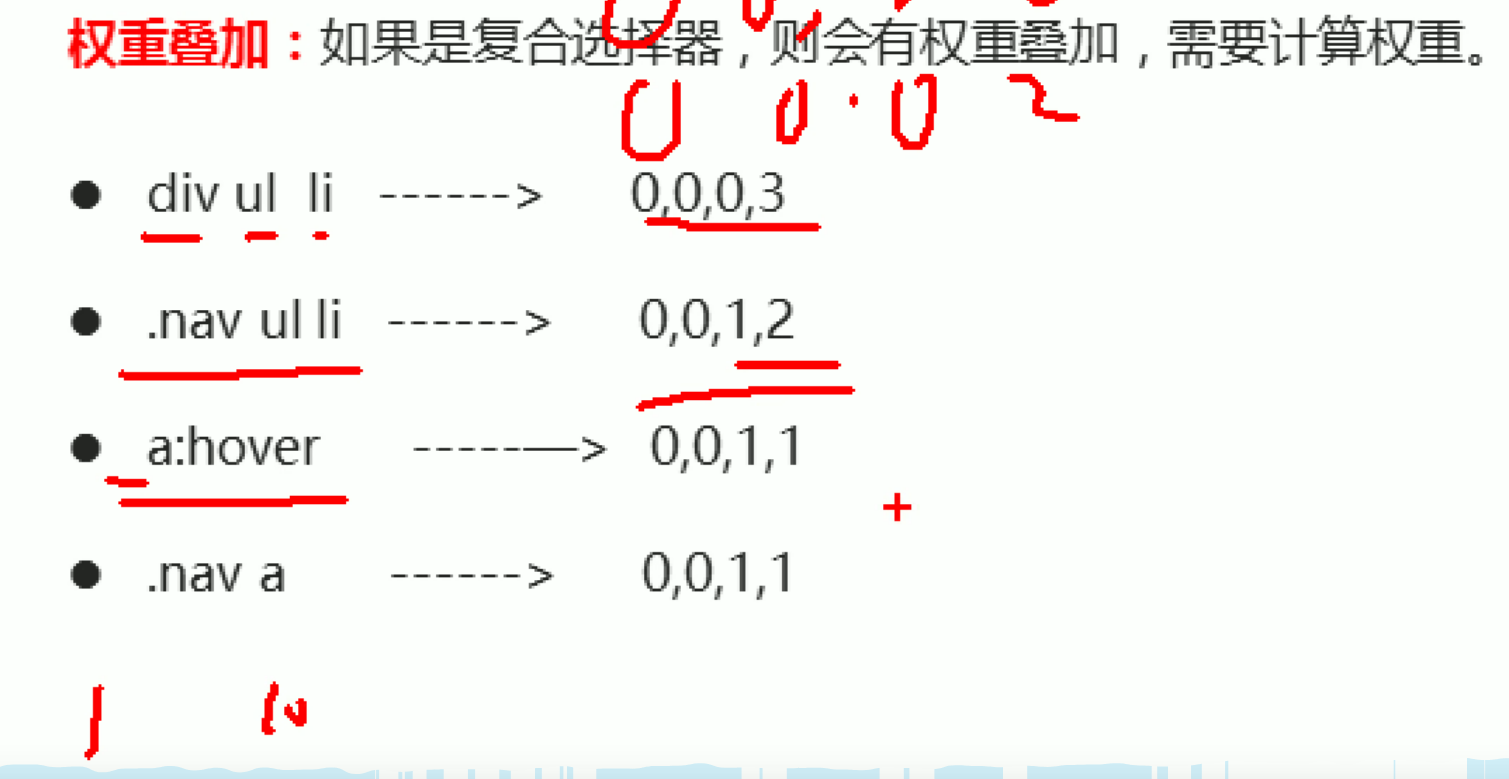 权重叠加：如果是复合选择器，则会有权重叠加，需要计算权重。
0 0 . 0 2
● div ul li ------> 0,0,0,3
● .nav ul li ------> 0,0,1,2
● a:hover -----—> 0,0,1,1
● .nav a ------> 0,0,1,1
1 10